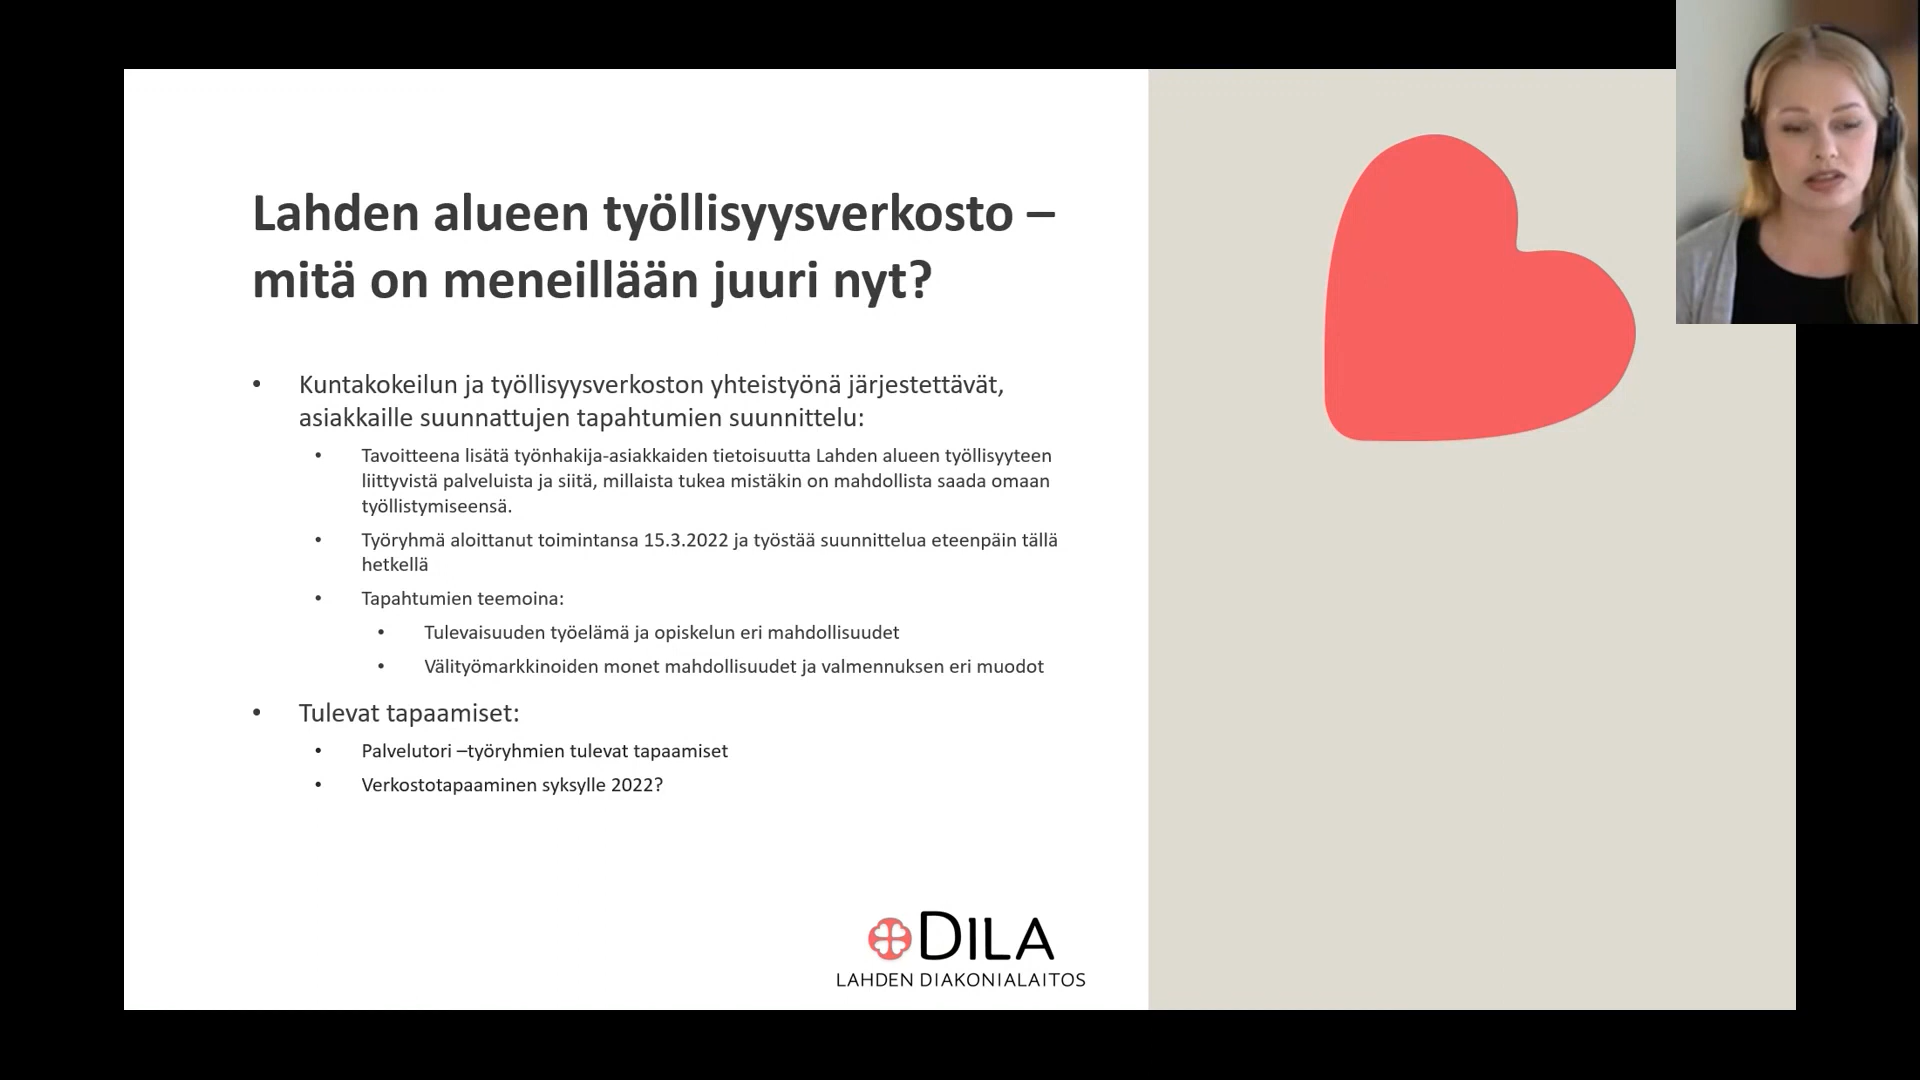 Lahden alueen työllisyysverkosto –
mitä on meneillään juuri nyt?
• Kuntakokeilun ja työllisyysverkoston yhteistyönä järjestettävät,
asiakkaille suunnattujen tapahtumien suunnittelu:
• Tavoitteena lisätä työnhakija-asiakkaiden tietoisuutta Lahden alueen työllisyyteen
liittyvistä palveluista ja siitä, millaista tukea mistäkin on mahdollista saada omaan
työllistymiseensä.
• Työryhmä aloittanut toimintansa 15.3.2022 ja työstää suunnittelua eteenpäin tällä
hetkellä
• Tapahtumien teemoina:
• Tulevaisuuden työelämä ja opiskelun eri mahdollisuudet
• Välityömarkkinoiden monet mahdollisuudet ja valmennuksen eri muodot
• Tulevat tapaamiset:
• Palvelutori –työryhmien tulevat tapaamiset
• Verkostotapaaminen syksylle 2022?
DILA
LAHDEN DIAKONIALAITOS